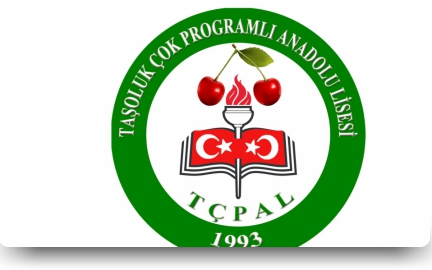 TAŞOLUK ÇOK PROGRAMLI ANADOLU LİSESİ
TÇPAL
1993